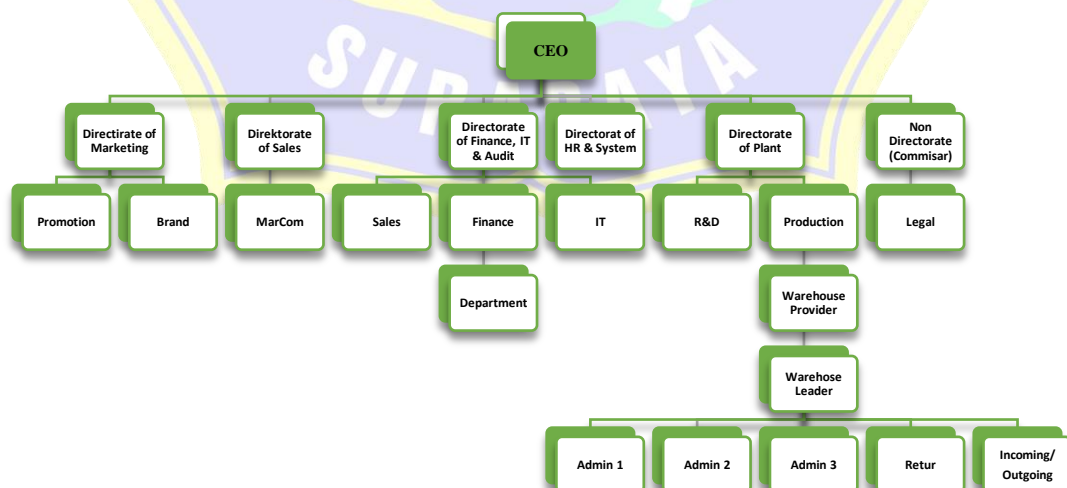 SURABAYA
CEO
Directirate of
Marketing
Direktorate
of Sales
Directorate
of Finance, IT
& Audit
Directorat of
HR & System
Directorate
of Plant
Non
Directorate
(Commisar)
Promotion
Brand
MarCom
Sales
Finance
IT
R&D
Production
Legal
Department
Warehouse
Provider
Warehose
Leader
Admin 1
Admin 2
Admin 3
Retur
Incoming/
Outgoing